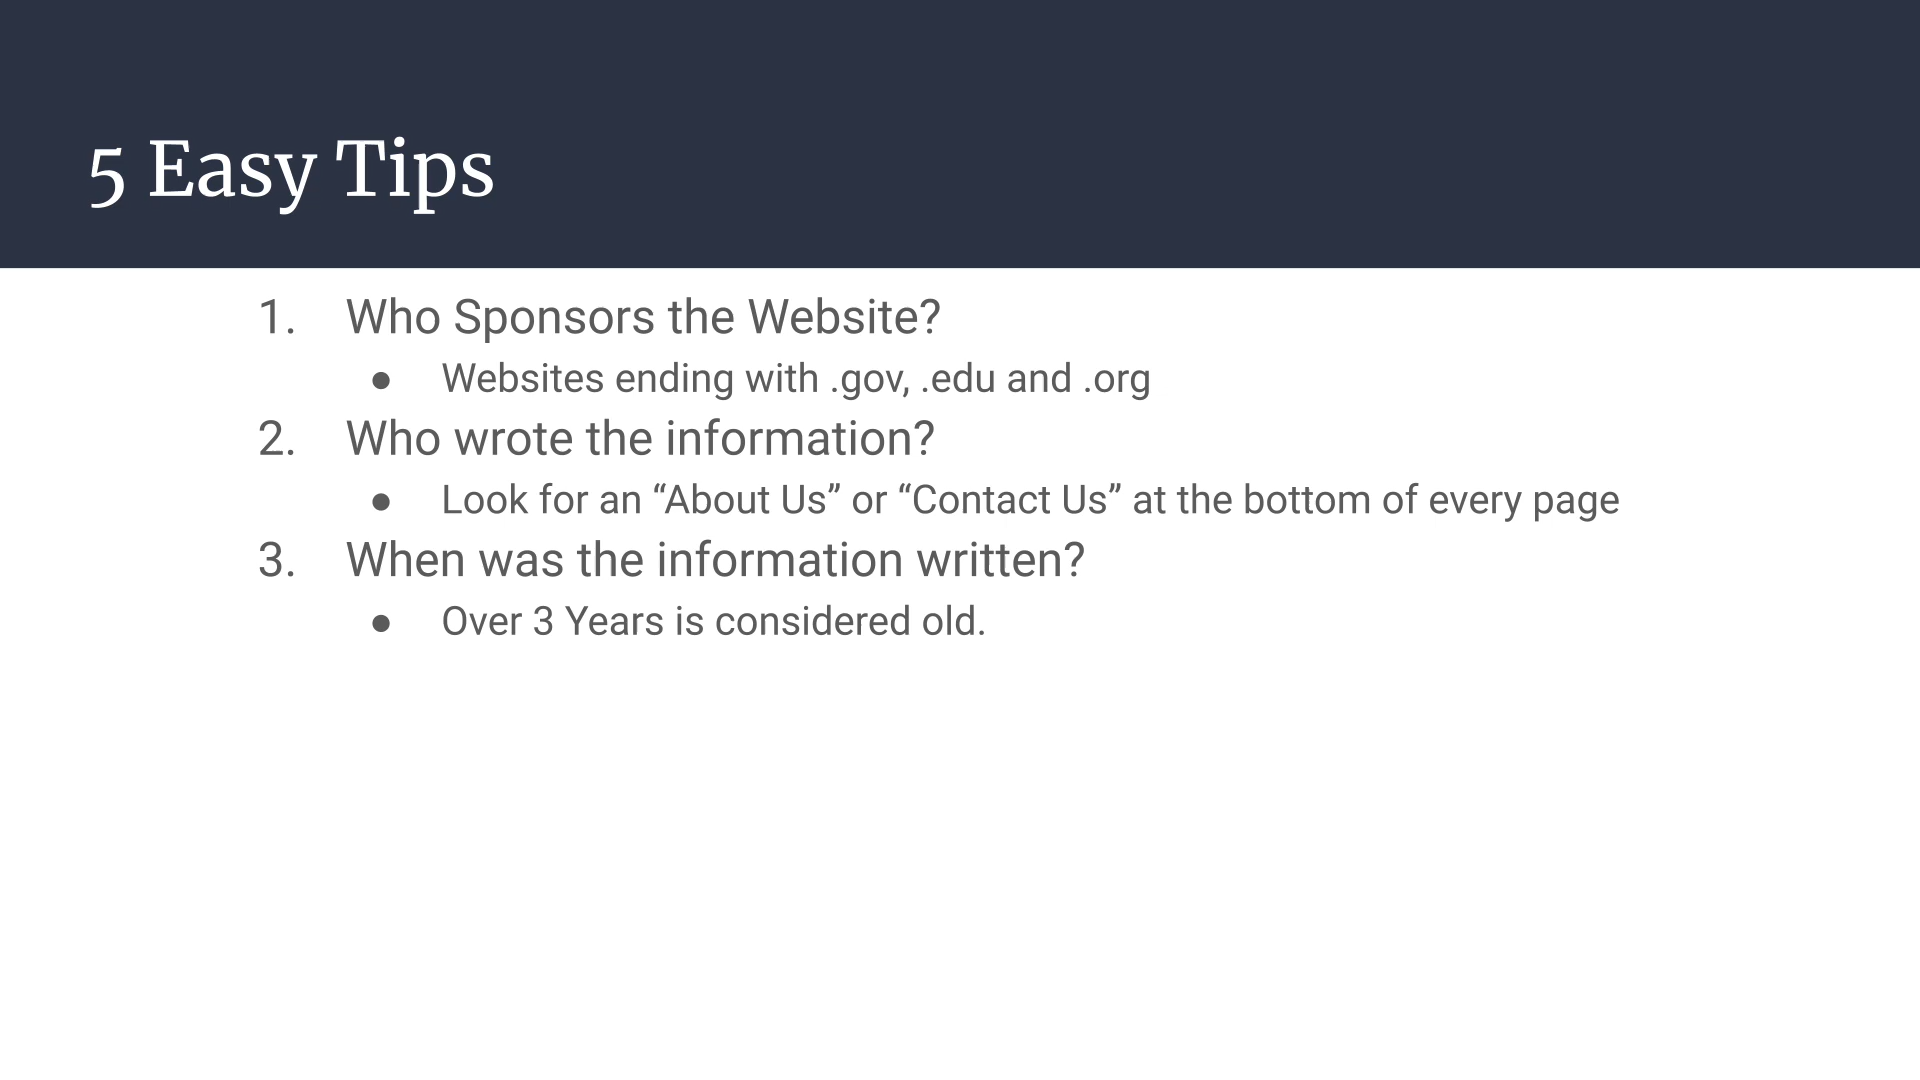 5 Easy Tips
1. Who Sponsors the Website?
● Websites ending with .gov, .edu and .org
2. Who wrote the information?
● Look for an “About Us” or “Contact Us” at the bottom of every page
3. When was the information written?
● Over 3 Years is considered old.